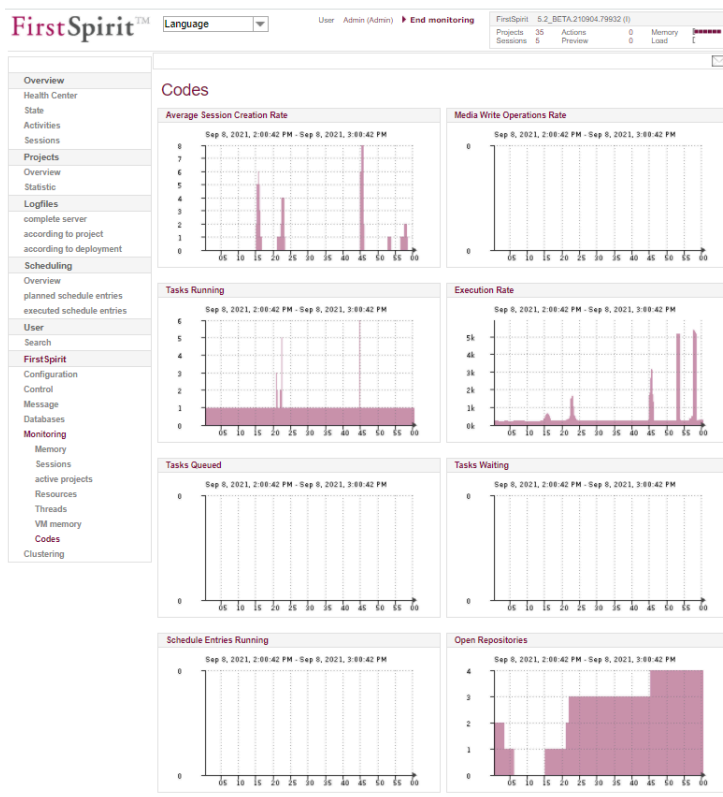 FirstSpirit™
Language
User Admin (Admin) End monitoring
FirstSpirit 5.2_BETA.210904.79932 (I)
Projects 35 Actions 0 Memory
Sessions 5 Preview 0 Load
Overview
Health Center
State
Activities
Sessions
Projects
Overview
Statistic
Logfiles
complete server
according to project
according to deployment
Scheduling
Overview
planned schedule entries
executed schedule entries
User
Search
FirstSpirit
Configuration
Control
Message
Databases
Monitoring
Memory
Sessions
active projects
Resources
Threads
VM memory
Codes
Clustering
Codes
Average Session Creation Rate
Sep 8, 2021, 2:00:42 PM - Sep 8, 2021, 3:00:42 PM
8
7
6
5
4
3
2
1
0
05 10 15 20 25 30 35 40 45 50 55 00
Media Write Operations Rate
Sep 8, 2021, 2:00:42 PM - Sep 8, 2021, 3:00:42 PM
0
0
05 10 15 20 25 30 35 40 45 50 55 00
Tasks Running
Sep 8, 2021, 2:00:42 PM - Sep 8, 2021, 3:00:42 PM
6
5
4
3
2
1
0
05 10 15 20 25 30 35 40 45 50 55 00
Execution Rate
Sep 8, 2021, 2:00:42 PM - Sep 8, 2021, 3:00:42 PM
5k
4k
3k
2k
1k
0k
05 10 15 20 25 30 35 40 45 50 55 00
Tasks Queued
Sep 8, 2021, 2:00:42 PM - Sep 8, 2021, 3:00:42 PM
0
0
05 10 15 20 25 30 35 40 45 50 55 00
Tasks Waiting
Sep 8, 2021, 2:00:42 PM - Sep 8, 2021, 3:00:42 PM
0
0
05 10 15 20 25 30 35 40 45 50 55 00
Schedule Entries Running
Sep 8, 2021, 2:00:42 PM - Sep 8, 2021, 3:00:42 PM
0
0
05 10 15 20 25 30 35 40 45 50 55 00
Open Repositories
Sep 8, 2021, 2:00:42 PM - Sep 8, 2021, 3:00:42 PM
4
3
2
1
0
05 10 15 20 25 30 35 40 45 50 55 00